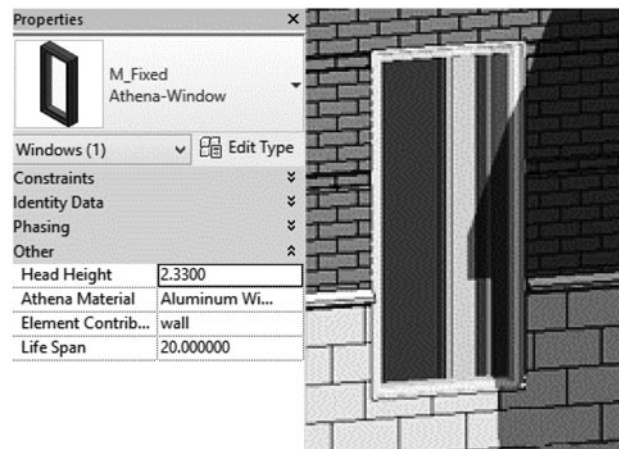 Properties
M_Fixed
Athena-Window
Windows (1)
Edit Type
Constraints
Identity Data
Phasing
Other
Head Height 2.3300
Athena Material Aluminum Wi...
Element Contrib... wall
Life Span 20.000000